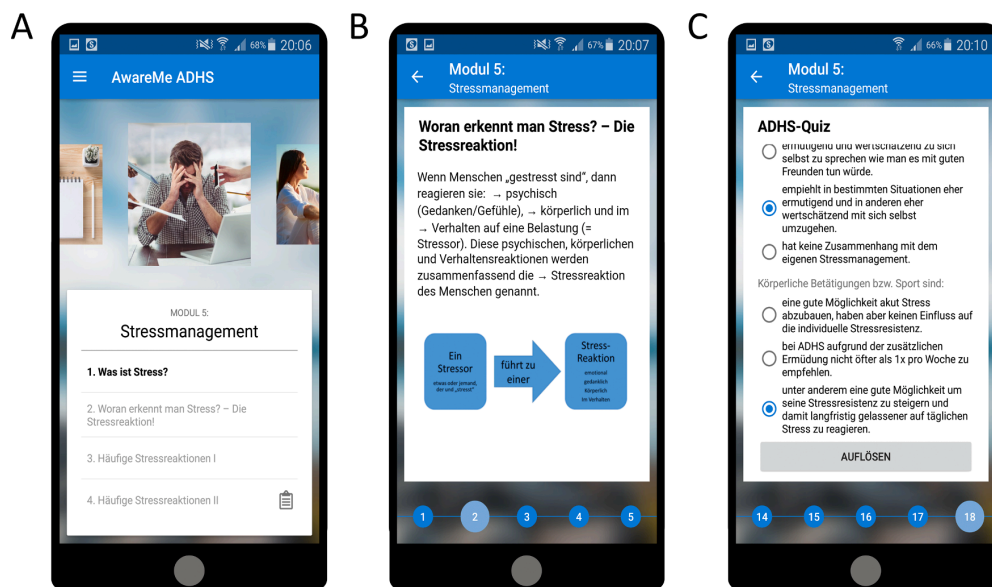 A
68% 20:06
AwareMe ADHS
MODUL 5:
Stressmanagement
1. Was ist Stress?
2. Woran erkennt man Stress? – Die
Stressreaktion!
3. Häufige Stressreaktionen I
4. Häufige Stressreaktionen II
B
67% 20:07
Modul 5:
Stressmanagement
Woran erkennt man Stress? – Die
Stressreaktion!
Wenn Menschen „gestresst sind“, dann
reagieren sie: → psychisch
(Gedanken/Gefühle), → körperlich und im
→ Verhalten auf eine Belastung (=
Stressor). Diese psychischen, körperlichen
und Verhaltensreaktionen werden
zusammenfassend die → Stressreaktion
des Menschen genannt.
Ein
Stressor
etwas oder jemand,
der und „stresst“
führt zu
einer
Stress-
Reaktion
emotional
gedanklich
Körperlich
Im Verhalten
1 2 3 4 5
C
66% 20:10
Modul 5:
Stressmanagement
ADHS-Quiz
ermutigend und wertschätzend zu sich
selbst zu sprechen wie man es mit guten
Freunden tun würde.
empiehlt in bestimmten Situationen eher
ermutigend und in anderen eher
wertschätzend mit sich selbst
umzugehen.
hat keine Zusammenhang mit dem
eigenen Stressmanagement.
Körperliche Betätigungen bzw. Sport sind:
eine gute Möglichkeit akut Stress
abzubauen, haben aber keinen Einfluss auf
die individuelle Stressresistenz.
bei ADHS aufgrund der zusätzlichen
Ermüdung nicht öfter als 1x pro Woche zu
empfehlen.
unter anderem eine gute Möglichkeit um
seine Stressresistenz zu steigern und
damit langfristig gelassener auf täglichen
Stress zu reagieren.
AUFLÖSEN
14 15 16 17 18